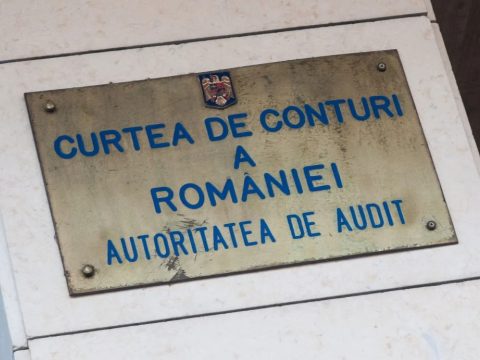 CURTEA DE CONTURI
A
ROMÂNIEI
AUTORITATEA DE AUDIT